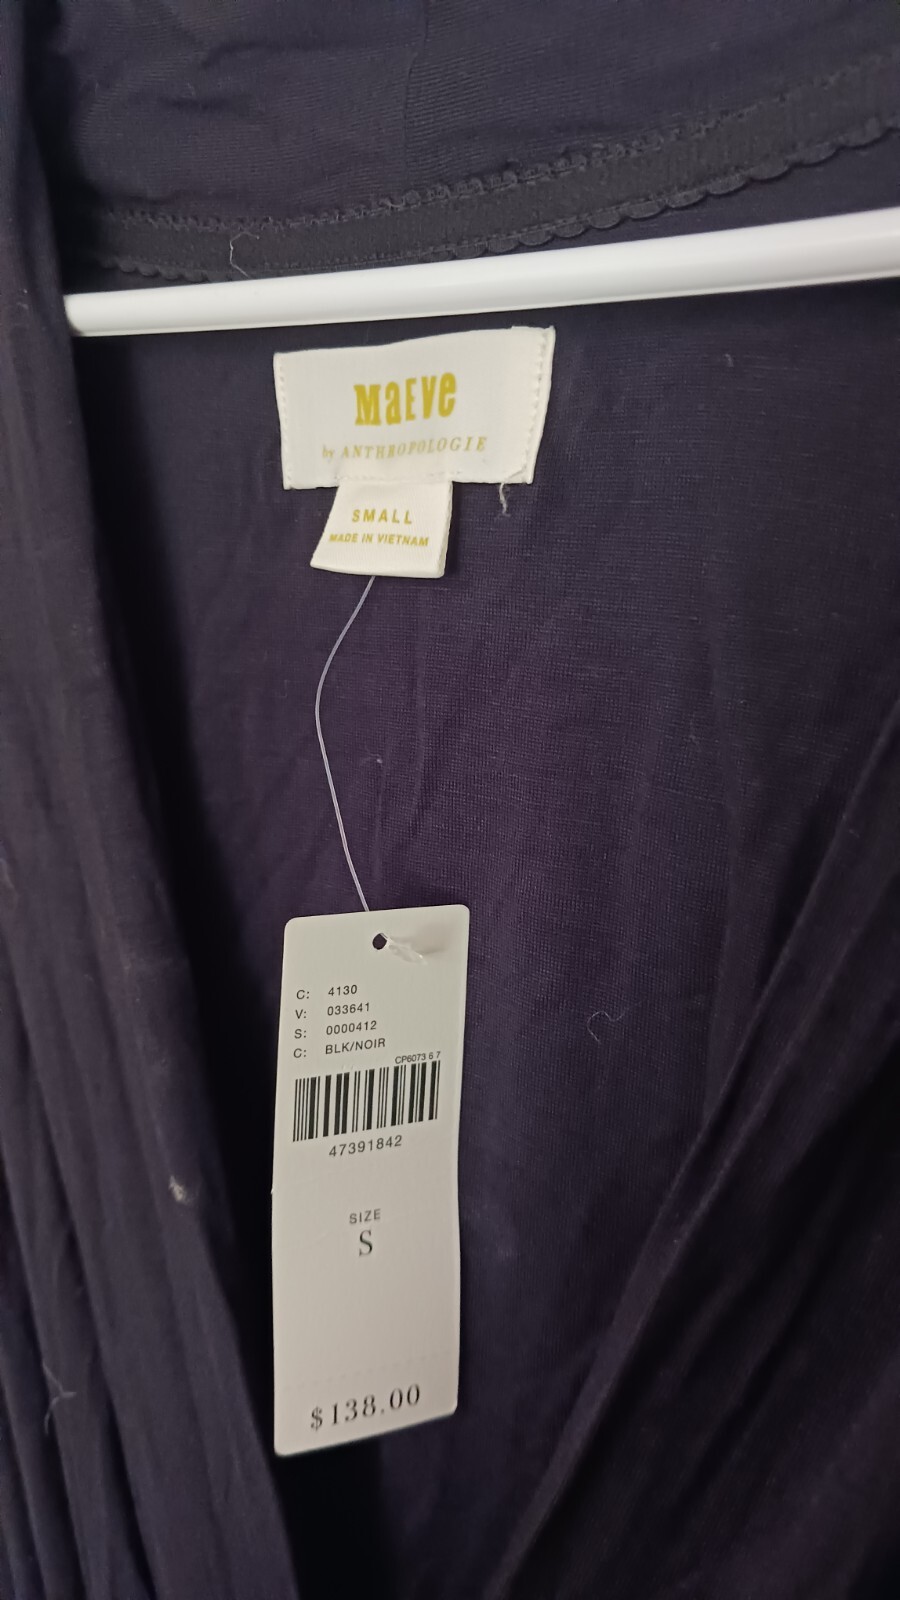 MaEve
by ANTHROPOLOGIE
SMALL
MADE IN VIETNAM
C: 4130
V: 033641
S: 0000412
C: BLK/NOIR
CP6073 6 7
47391842
SIZE
S
$138.00